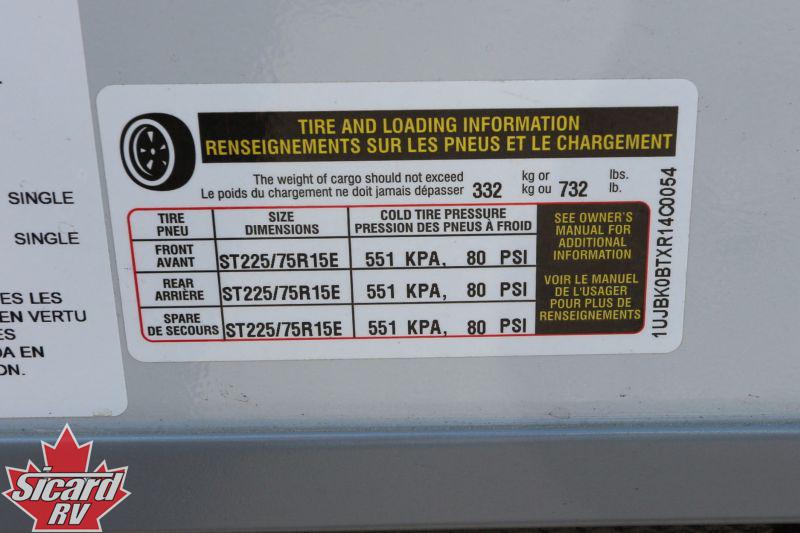 SINGLE
SINGLE
ES LES
EN VERTU
ES
DA EN
ON.
TIRE AND LOADING INFORMATION
RENSEIGNEMENTS SUR LES PNEUS ET LE CHARGEMENT
The weight of cargo should not exceed kg or lbs.
Le poids du chargement ne doit jamais dépasser 332 kg ou 732 lb.
TIRE SIZE COLD TIRE PRESSURE
PNEU DIMENSIONS PRESSION DES PNEUS À FROID
FRONT
AVANT ST225/75R15E 551 KPA, 80 PSI
REAR
ARRIÈRE ST225/75R15E 551 KPA, 80 PSI
SPARE
DE SECOURS ST225/75R15E 551 KPA, 80 PSI
SEE OWNER'S
MANUAL FOR
ADDITIONAL
INFORMATION
VOIR LE MANUEL
DE L'USAGER
POUR PLUS DE
RENSEIGNEMENTS
1UJBK0BTXR14C0054
Sicard
RV